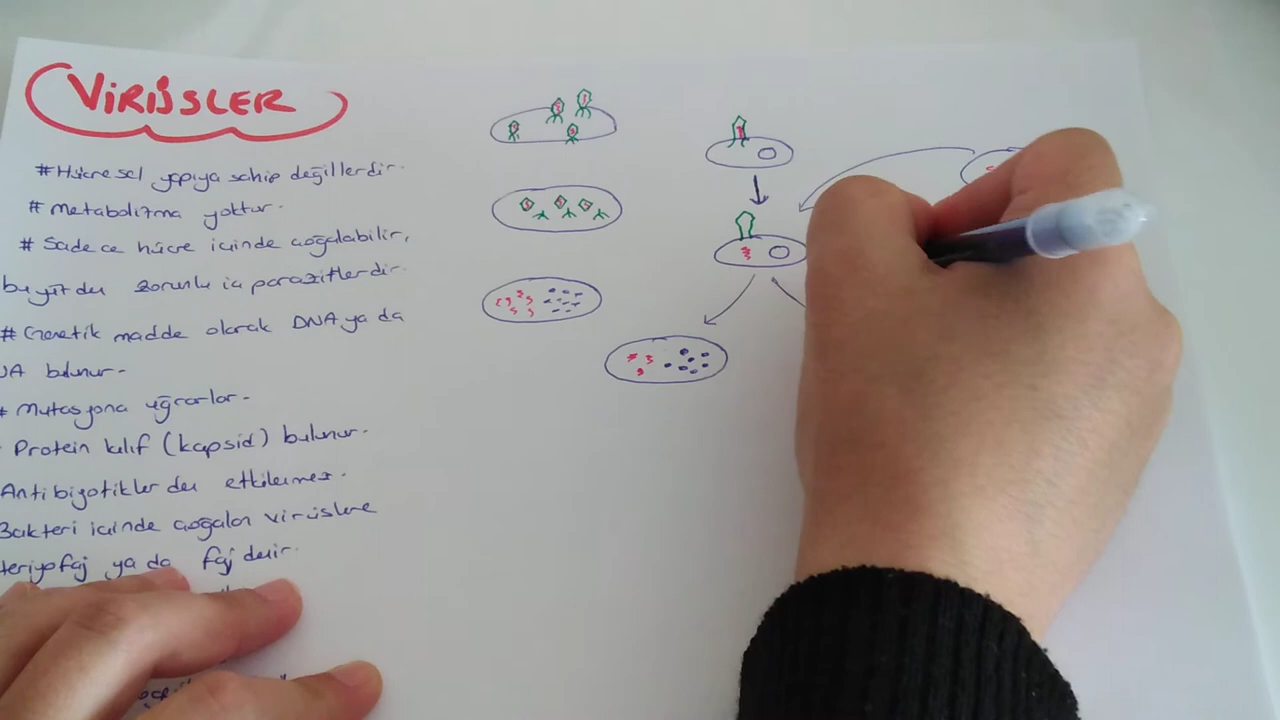 VİRÜSLER
# Hücresel yapıya sahip değillerdir.
# Metabolizma yoktur.
# Sadece hücre içinde çoğalabilir,
bu yüzden zorunlu iç parazitlerdir.
# Genetik madde olarak DNA ya da
NA bulunur.
# Mutasyona uğrarlar.
Protein kılıf (kapsid) bulunur.
Antibiyotiklerden etkilenmez.
Bakteri içinde çoğalan virüslere
teriyofaj ya da faj denir.